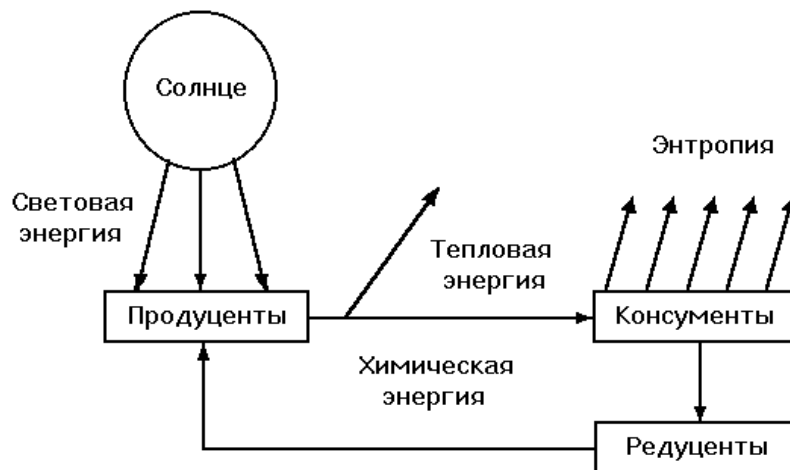 Солнце
Энтропия
Световая
энергия
Тепловая
энергия
Продуценты
Консументы
Химическая
энергия
Редуценты